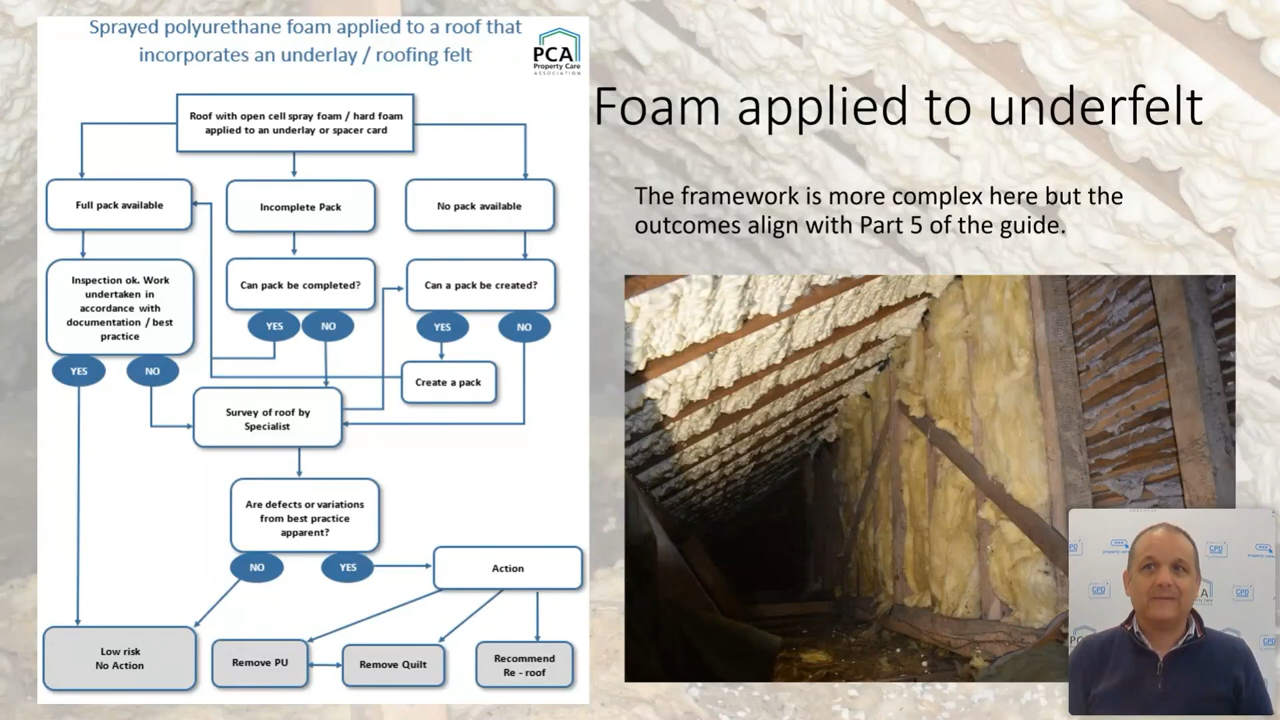 Sprayed polyurethane foam applied to a roof that
incorporates an underlay / roofing felt
PCA
Property Care
ASSOCIATION
Roof with open cell spray foam / hard foam
applied to an underlay or spacer card
Full pack available
Incomplete Pack
No pack available
Inspection ok. Work
undertaken in
accordance with
documentation / best
practice
Can pack be completed?
Can a pack be created?
YES
NO
YES
NO
YES
NO
Create a pack
Survey of roof by
Specialist
Are defects or variations
from best practice
apparent?
NO
YES
Action
Low risk
No Action
Remove PU
Remove Quilt
Recommend
Re - roof
Foam applied to underfelt
The framework is more complex here but the
outcomes align with Part 5 of the guide.
GPD
GPD
GPD
PCA